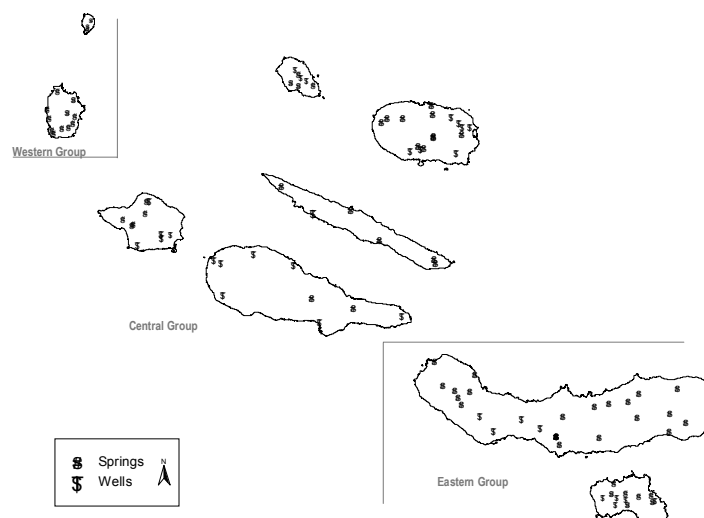 Western Group
Central Group
Eastern Group
N
Springs
Wells